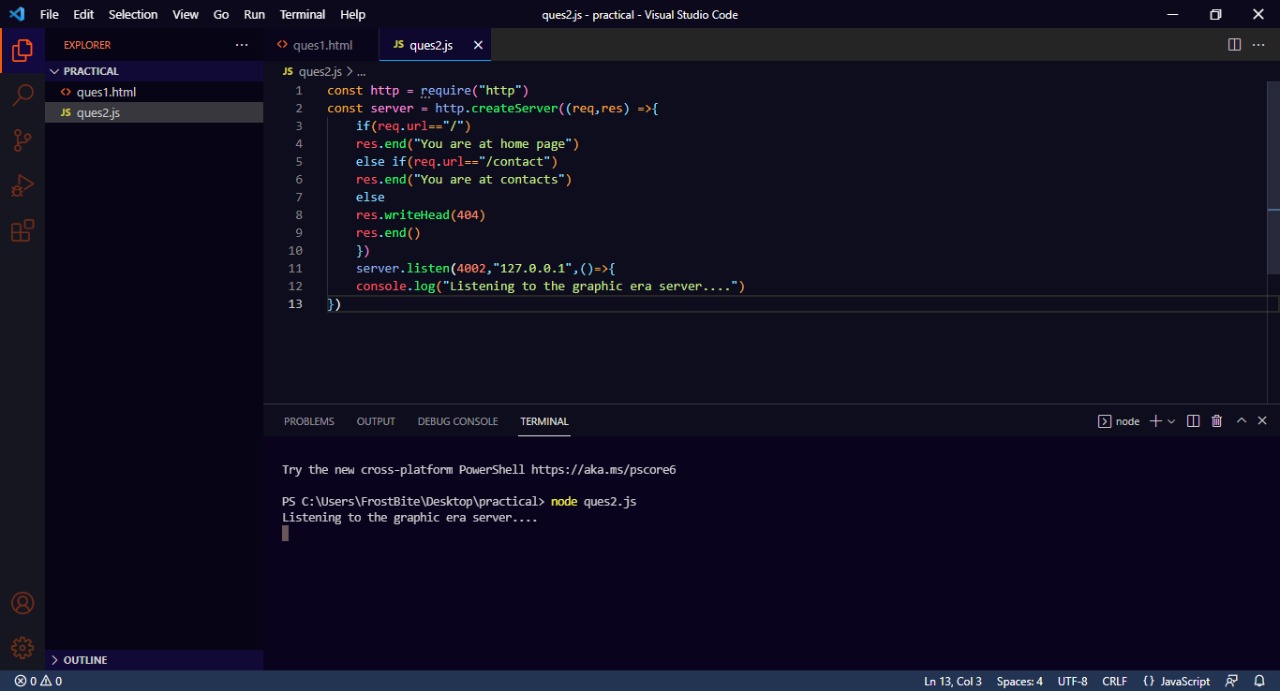 File Edit Selection View Go Run Terminal Help
ques2.js - practical - Visual Studio Code
EXPLORER
ques1.html
JS ques2.js
PRACTICAL
ques1.html
JS ques2.js
JS ques2.js > ...
1 const http = require("http")
2 const server = http.createServer((req,res) =>{
3 if(req.url=="/")
4 res.end("You are at home page")
5 else if(req.url=="/contact")
6 res.end("You are at contacts")
7 else
8 res.writeHead(404)
9 res.end()
10 })
11 server.listen(4002,"127.0.0.1",()=>{
12 console.log("Listening to the graphic era server....")
13 })
PROBLEMS OUTPUT DEBUG CONSOLE TERMINAL
node
Try the new cross-platform PowerShell https://aka.ms/pscore6
PS C:\Users\FrostBite\Desktop\practical> node ques2.js
Listening to the graphic era server....
OUTLINE
0 0
Ln 13, Col 3 Spaces: 4 UTF-8 CRLF {} JavaScript